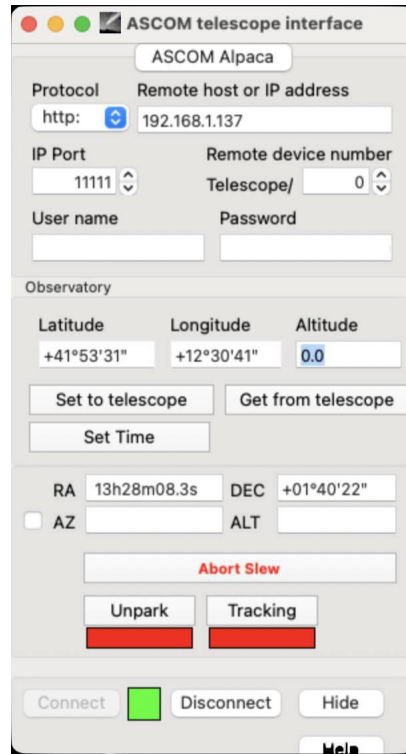 ASCOM telescope interface
ASCOM Alpaca
Protocol Remote host or IP address
http: 192.168.1.137
IP Port Remote device number
11111 Telescope/ 0
User name Password
Observatory
Latitude Longitude Altitude
+41°53'31" +12°30'41" 0.0
Set to telescope Get from telescope
Set Time
RA 13h28m08.3s DEC +01°40'22"
AZ ALT
Abort Slew
Unpark Tracking
Connect Disconnect Hide
Help